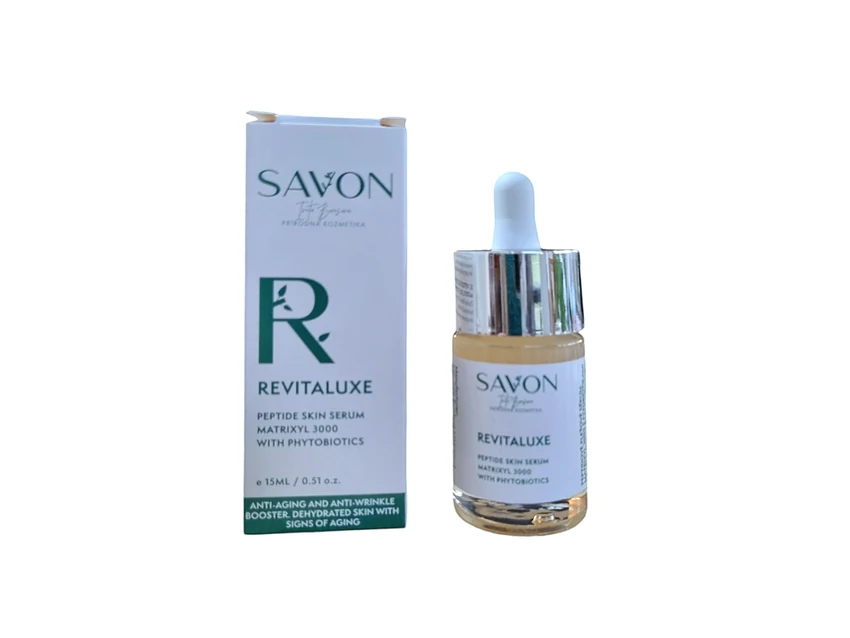 SAVON
PRIRODNA KOZMETIKA
R
REVITALUXE
PEPTIDE SKIN SERUM
MATRIXYL 3000
WITH PHYTOBIOTICS
e 15ML / 0.51 o.z.
ANTI-AGING AND ANTI-WRINKLE
BOOSTER. DEHYDRATED SKIN WITH
SIGNS OF AGING
SAVON
PRIRODNA KOZMETIKA
REVITALUXE
PEPTIDE SKIN SERUM
MATRIXYL 3000
WITH PHYTOBIOTICS